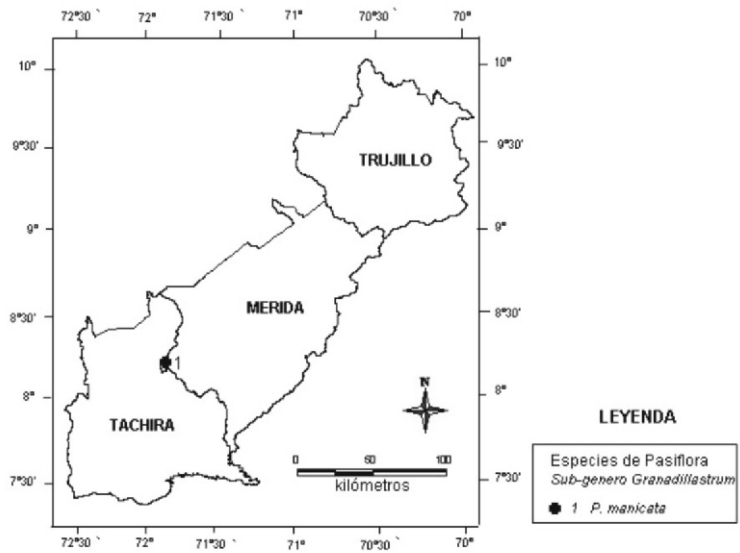 72°30 ` 72° 71°30 ` 71° 70°30 ` 70°
10° 10°
TRUJILLO
9°30' 9°30'
9° 9°
MERIDA
8°30' 8°30'
1
8° 8°
N
TACHIRA
LEYENDA
0 50 100
kilómetros
7°30' 7°30'
Especies de Pasiflora
Sub-genero Granadillastrum
1 P. manicata
72°30 ` 72° 71°30 ` 71° 70°30 ` 70°